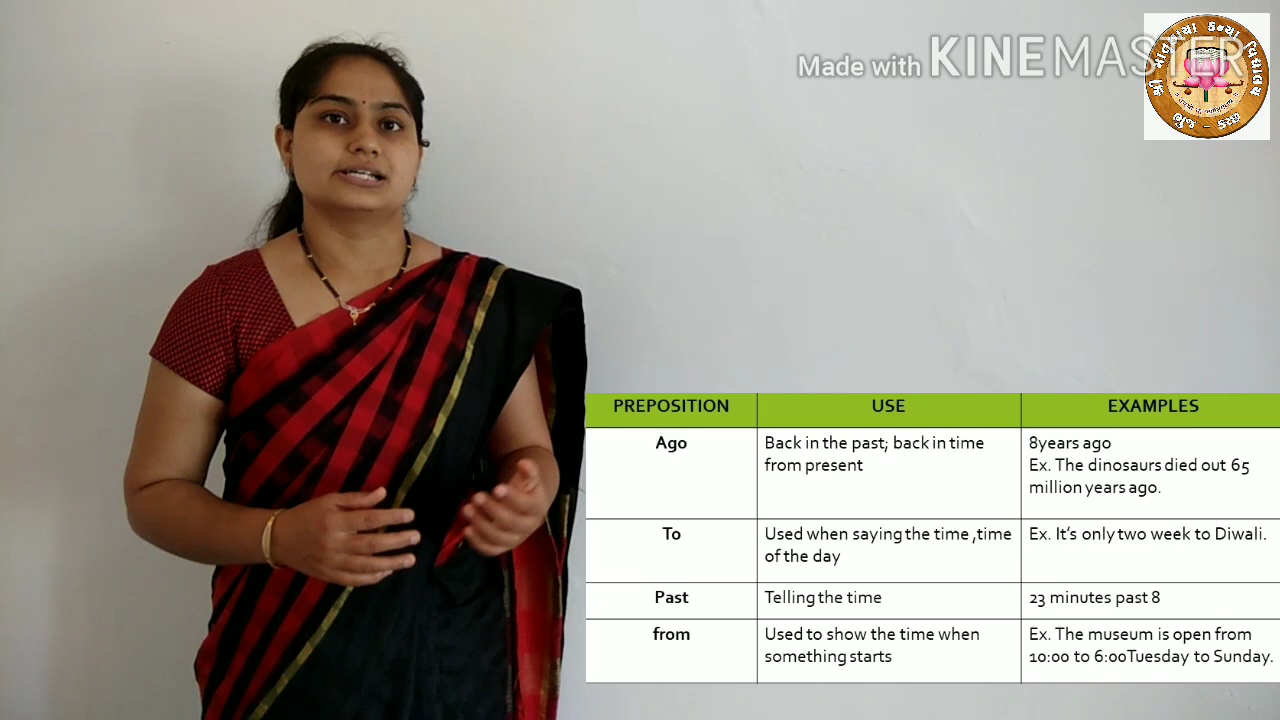 Made with KINEMASTER
શ્રી માતૃછાયા કન્યા વિદ્યાલય
PREPOSITION USE EXAMPLES
Ago Back in the past; back in time 8years ago
from present Ex. The dinosaurs died out 65
million years ago.
To Used when saying the time ,time Ex. It's only two week to Diwali.
of the day
Past Telling the time 23 minutes past 8
from Used to show the time when Ex. The museum is open from
something starts 10:00 to 6:00Tuesday to Sunday.